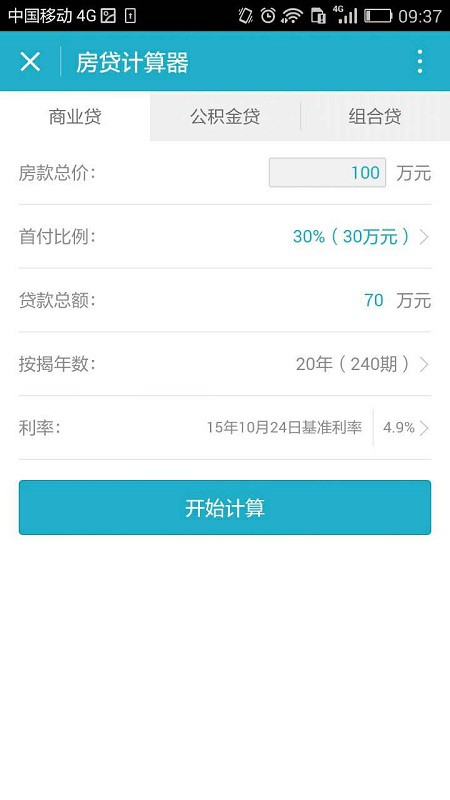 中国移动 4G 4G 09:37
房贷计算器
商业贷 公积金贷 组合贷
房款总价: 100 万元
首付比例: 30% ( 30万元 )
贷款总额: 70 万元
按揭年数: 20年 ( 240期 )
利率: 15年10月24日基准利率 4.9%
开始计算